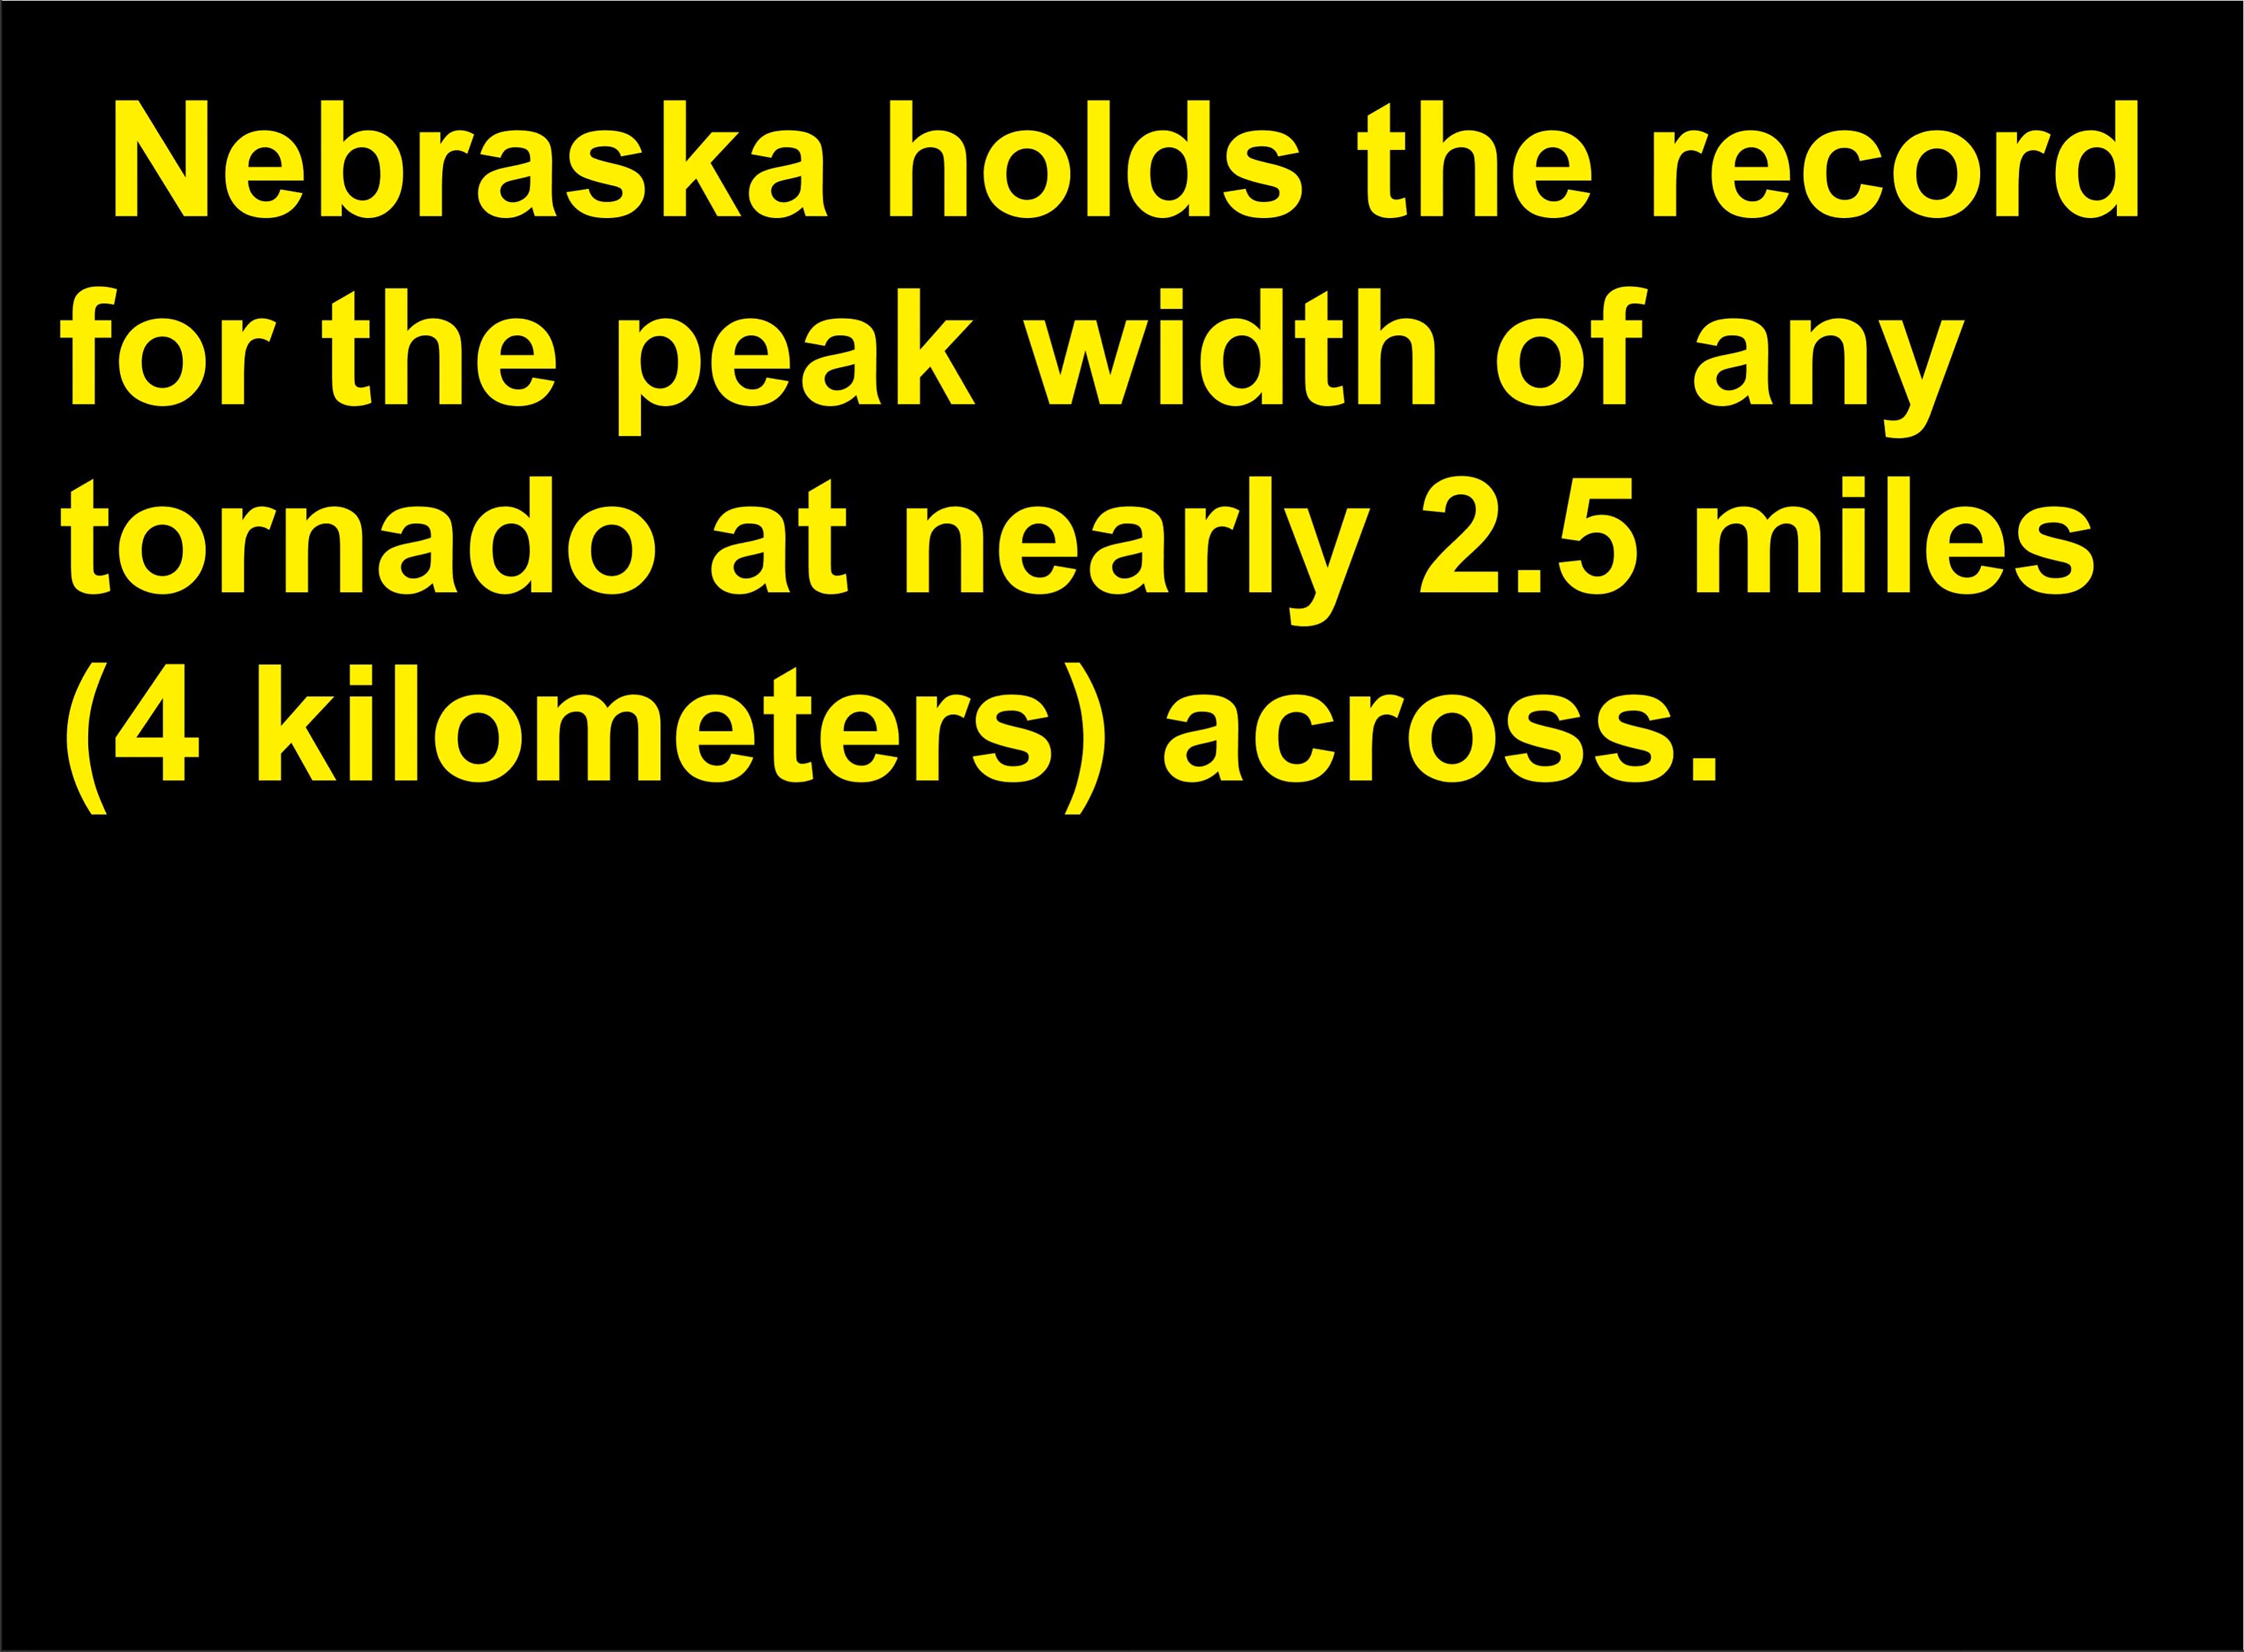 Nebraska holds the record
for the peak width of any
tornado at nearly 2.5 miles
(4 kilometers) across.